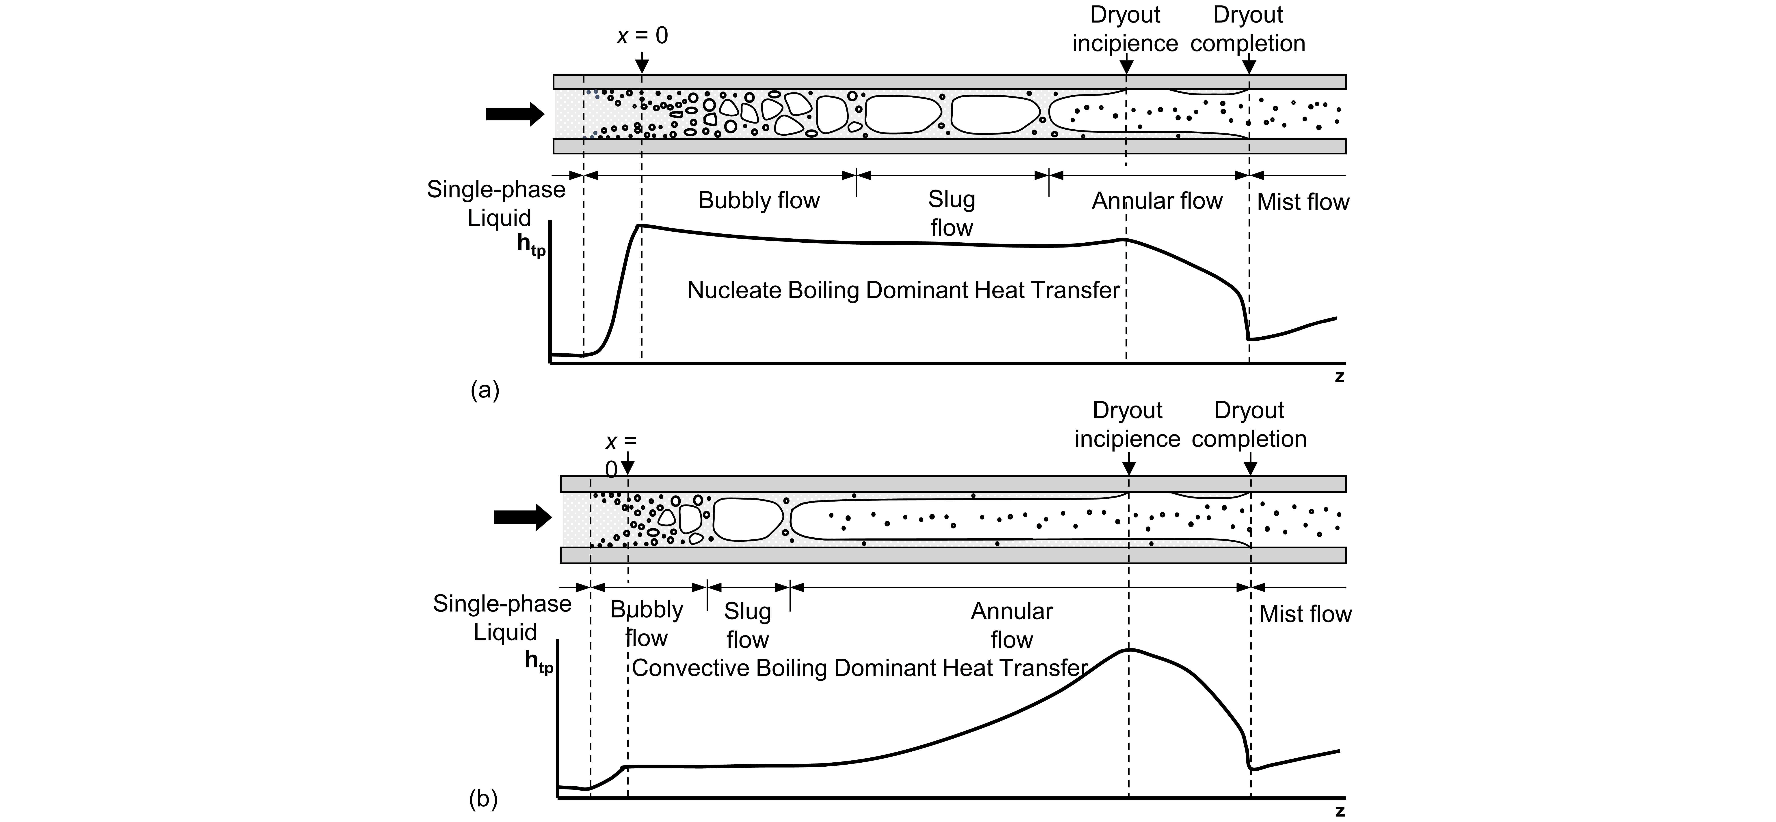 Dryout
incipience
Dryout
completion
x = 0
Single-phase
Liquid
Bubbly flow
Slug
flow
Annular flow
Mist flow
htp
Nucleate Boiling Dominant Heat Transfer
z
(a)
Dryout
incipience
Dryout
completion
x =
0
Single-phase
Liquid
Bubbly
flow
Slug
flow
Annular
flow
Mist flow
htp
Convective Boiling Dominant Heat Transfer
z
(b)